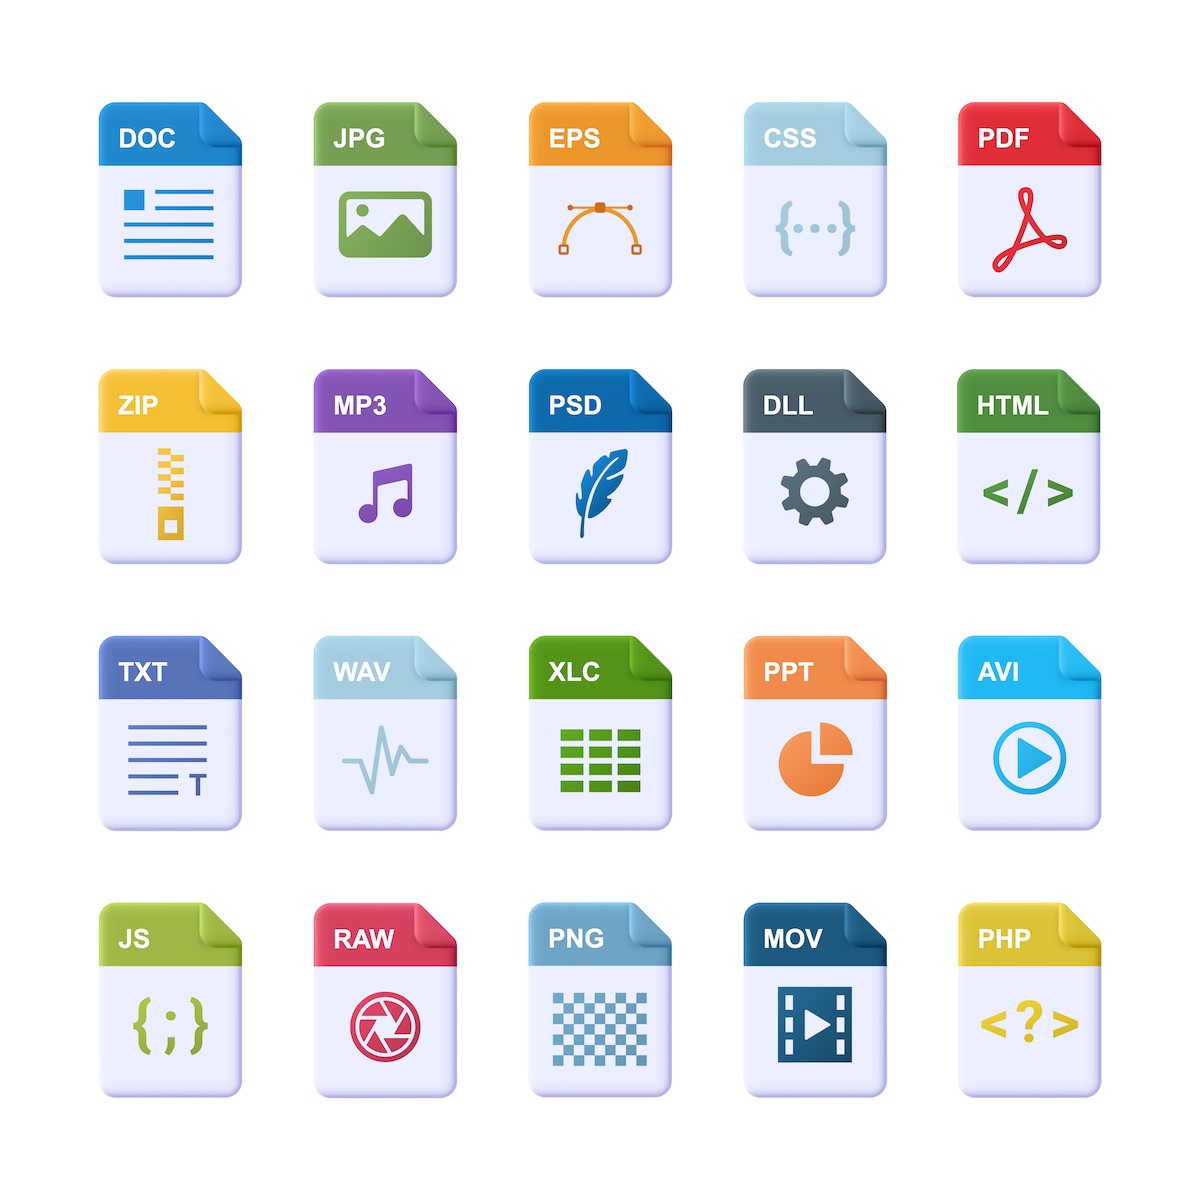 DOC
JPG
EPS
CSS
PDF
ZIP
MP3
PSD
DLL
HTML
</>
TXT
T
WAV
XLC
PPT
AVI
JS
{;}
RAW
PNG
MOV
PHP
<?>